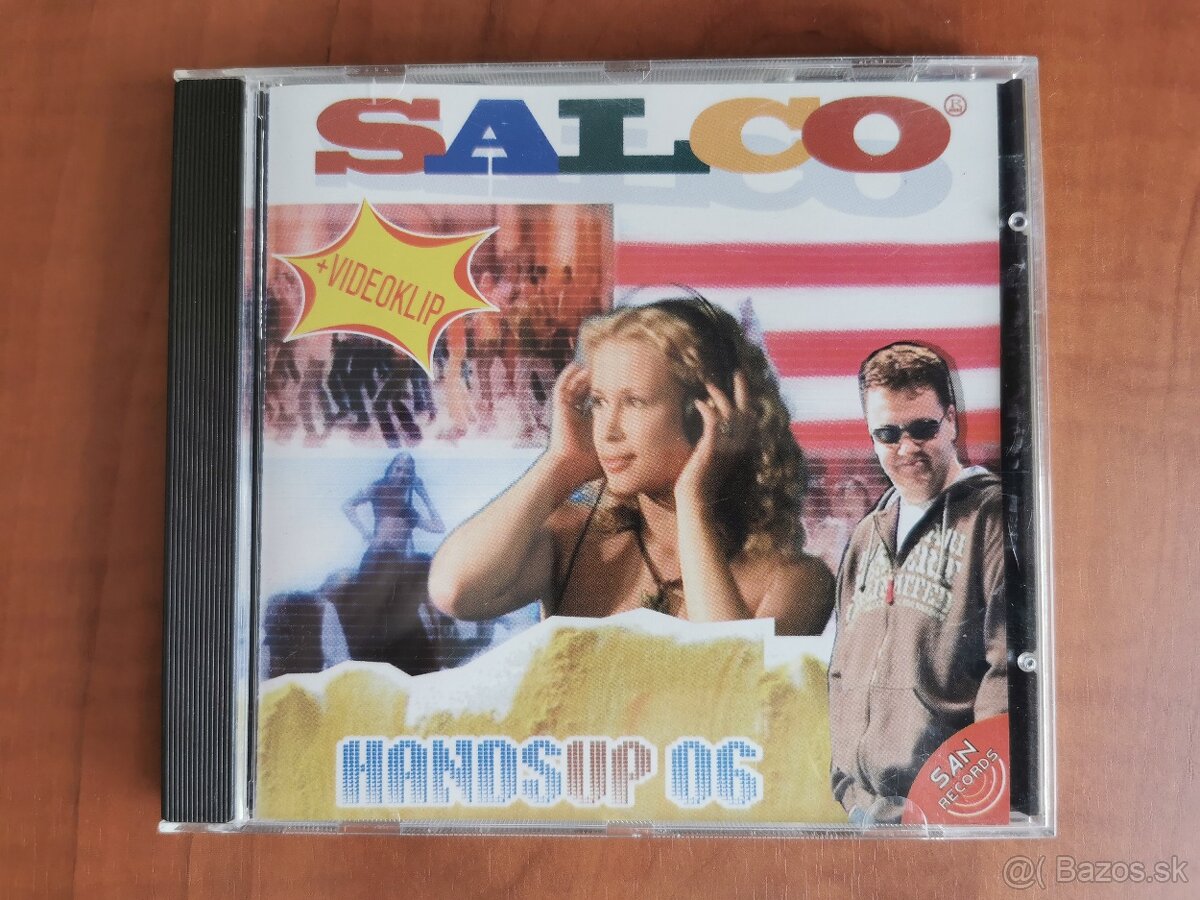 SALCO ®
+VIDEOKLIP
HANDSUP 06
SAN
RECORDS
@( Bazos.sk